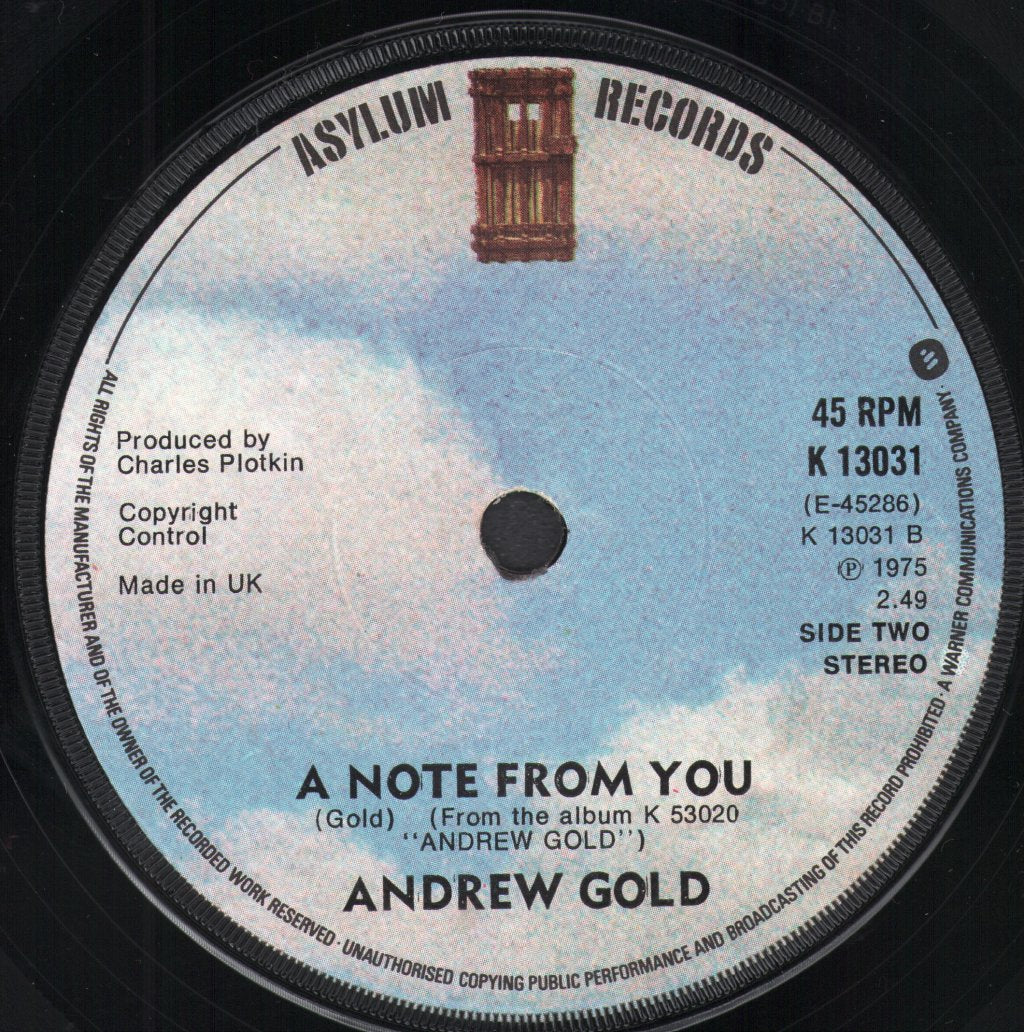 ASYLUM RECORDS
45 RPM
K 13031
(E-45286)
K 13031 B
Ⓟ 1975
2.49
SIDE TWO
STEREO
Produced by
Charles Plotkin
Copyright
Control
Made in UK
A NOTE FROM YOU
(Gold) (From the album K 53020
"ANDREW GOLD")
ANDREW GOLD
ALL RIGHTS OF THE MANUFACTURER AND OF THE OWNER OF THE RECORDED WORK RESERVED · UNAUTHORISED COPYING PUBLIC PERFORMANCE AND BROADCASTING OF THIS RECORD PROHIBITED · A WARNER COMMUNICATIONS COMPANY ·